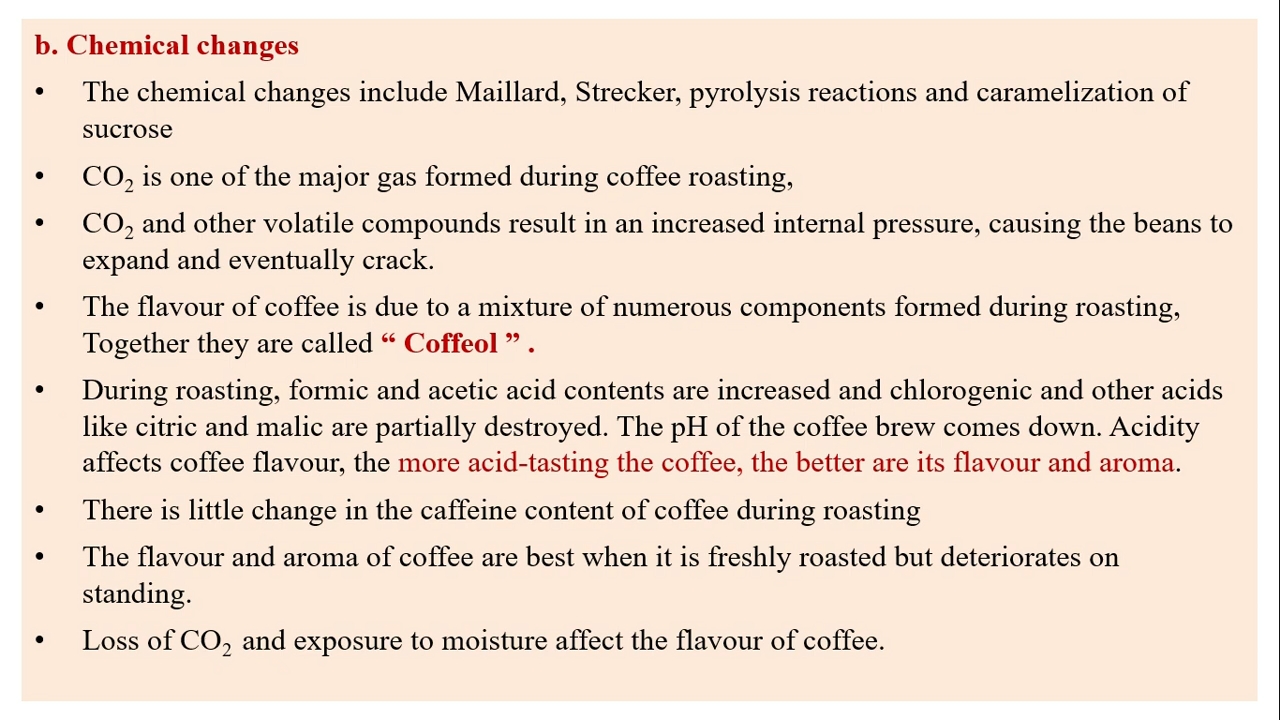 b. Chemical changes
• The chemical changes include Maillard, Strecker, pyrolysis reactions and caramelization of
sucrose
• CO₂ is one of the major gas formed during coffee roasting,
• CO₂ and other volatile compounds result in an increased internal pressure, causing the beans to
expand and eventually crack.
• The flavour of coffee is due to a mixture of numerous components formed during roasting,
Together they are called “ Coffeol ” .
• During roasting, formic and acetic acid contents are increased and chlorogenic and other acids
like citric and malic are partially destroyed. The pH of the coffee brew comes down. Acidity
affects coffee flavour, the more acid-tasting the coffee, the better are its flavour and aroma.
• There is little change in the caffeine content of coffee during roasting
• The flavour and aroma of coffee are best when it is freshly roasted but deteriorates on
standing.
• Loss of CO₂ and exposure to moisture affect the flavour of coffee.